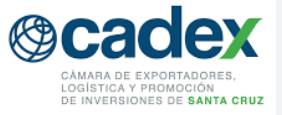 cadex
CÁMARA DE EXPORTADORES,
LOGÍSTICA Y PROMOCIÓN
DE INVERSIONES DE SANTA CRUZ